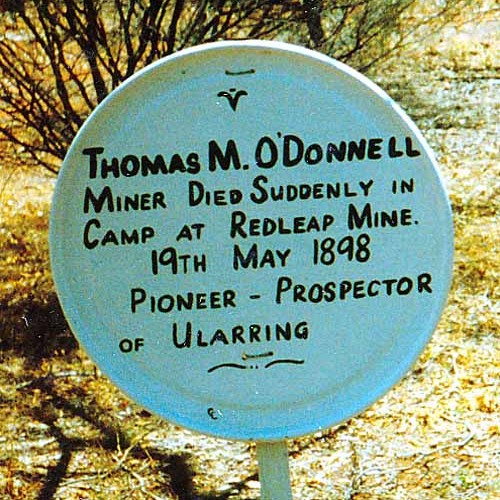 THOMAS M. O'DONNELL
MINER DIED SUDDENLY IN
CAMP AT REDLEAP MINE.
19TH MAY 1898
PIONEER - PROSPECTOR
OF ULARRING